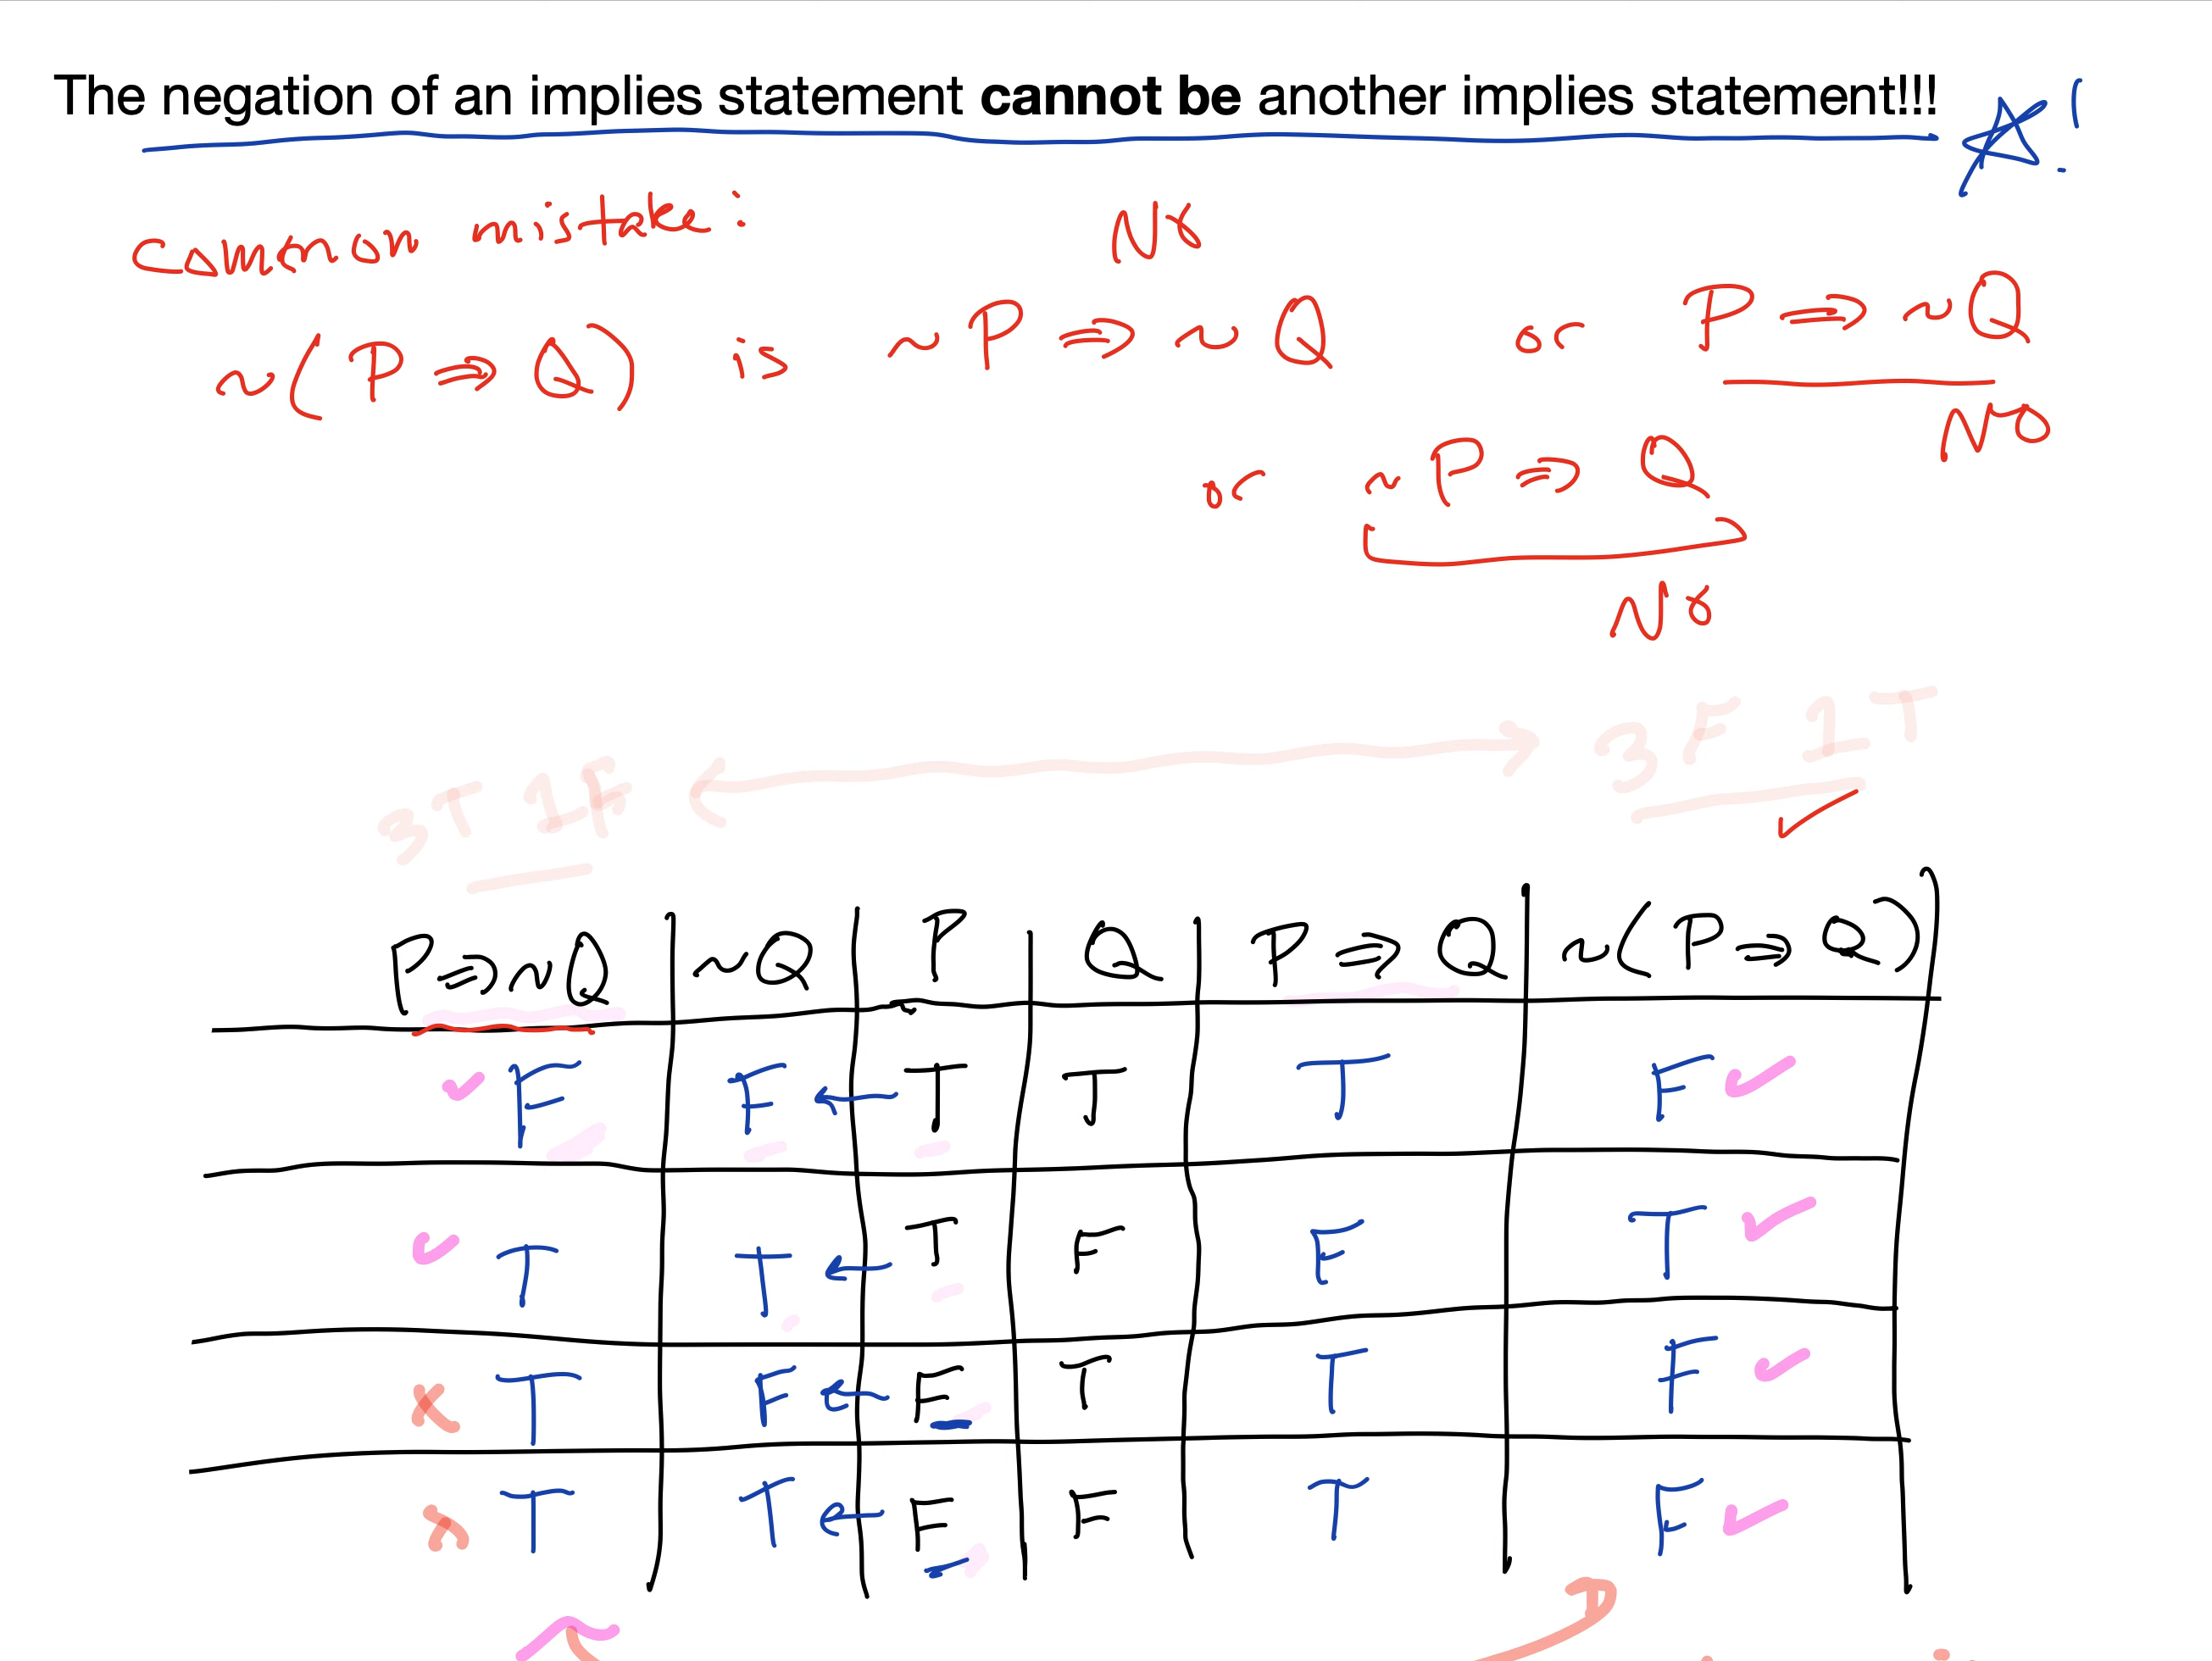 The negation of an implies statement cannot be another implies statement!!!
!
common mistake:
No
~(P ⇒ Q) is ~P ⇒ ~Q or P ⇒ ~Q
No
or ~P ⇒ Q
No
3T 1F ↔ 3F 1T
P ⇒ ~Q | ~Q | P | Q | P ⇒ Q | ~(P ⇒ Q)
✓ F | F ← | T | T | T | F ✓
✓ T | T ← | T | F | F | T ✓
x T | F ← | F | T | T | F ✓
x T | T ← | F | F | T | F ✓